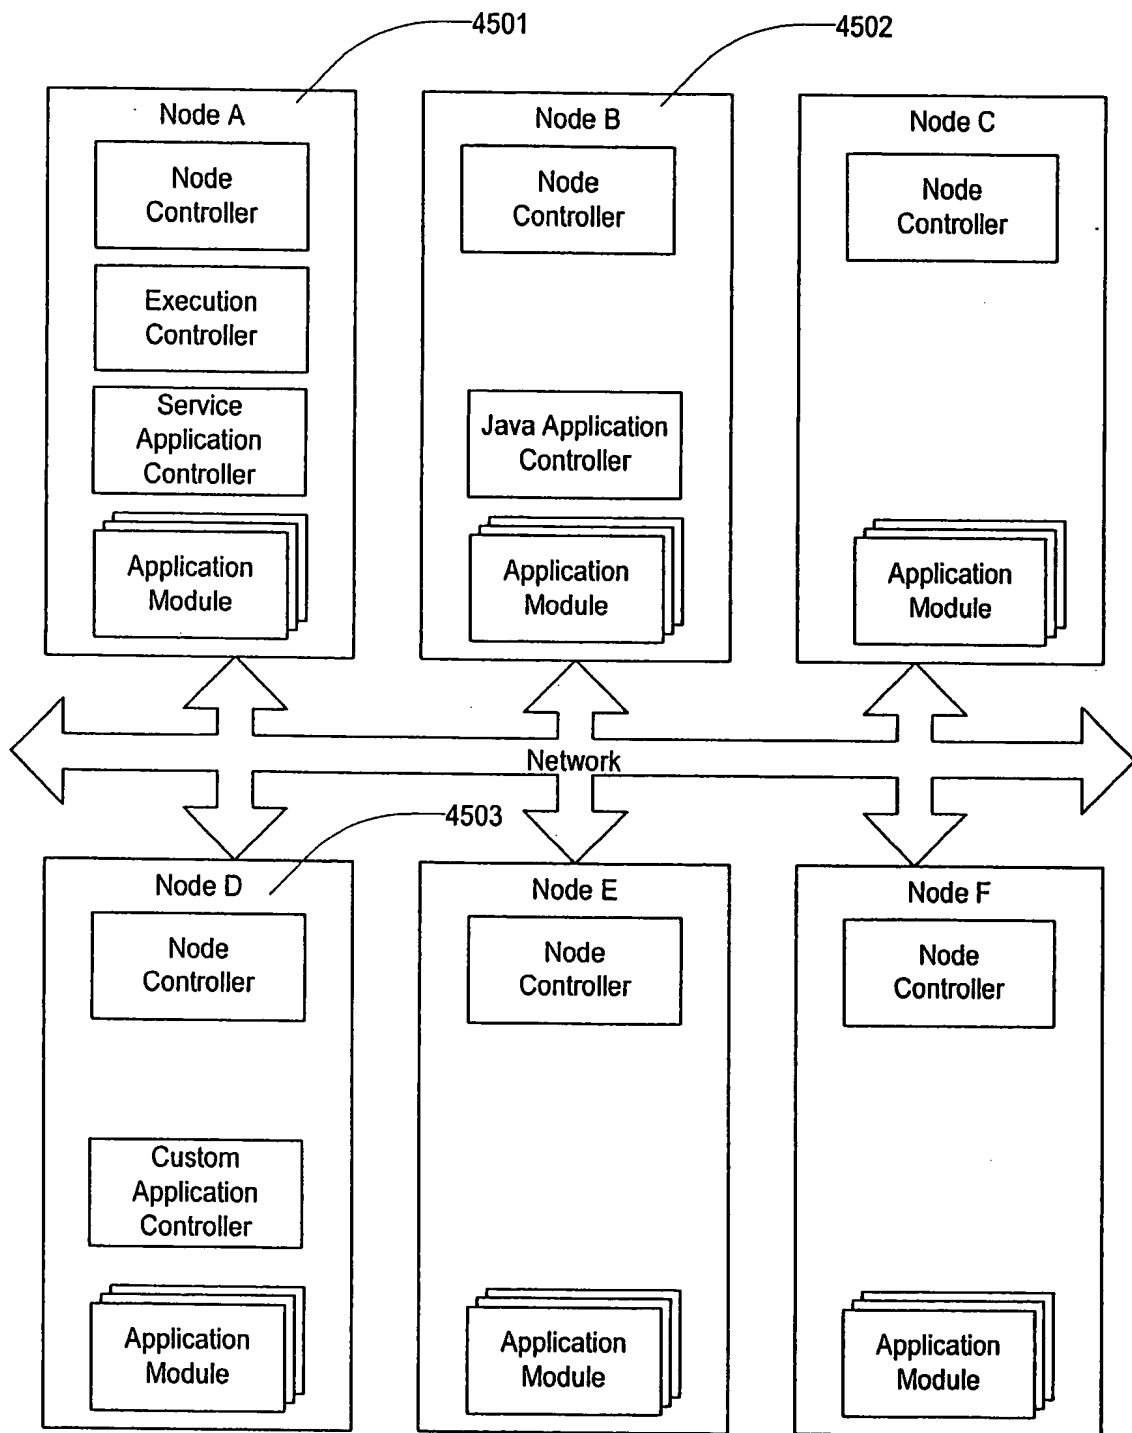 4501
4502
Node A
Node
Controller
Execution
Controller
Service
Application
Controller
Application
Module
Node B
Node
Controller
Java Application
Controller
Application
Module
Node C
Node
Controller
Application
Module
Network
4503
Node D
Node
Controller
Custom
Application
Controller
Application
Module
Node E
Node
Controller
Application
Module
Node F
Node
Controller
Application
Module